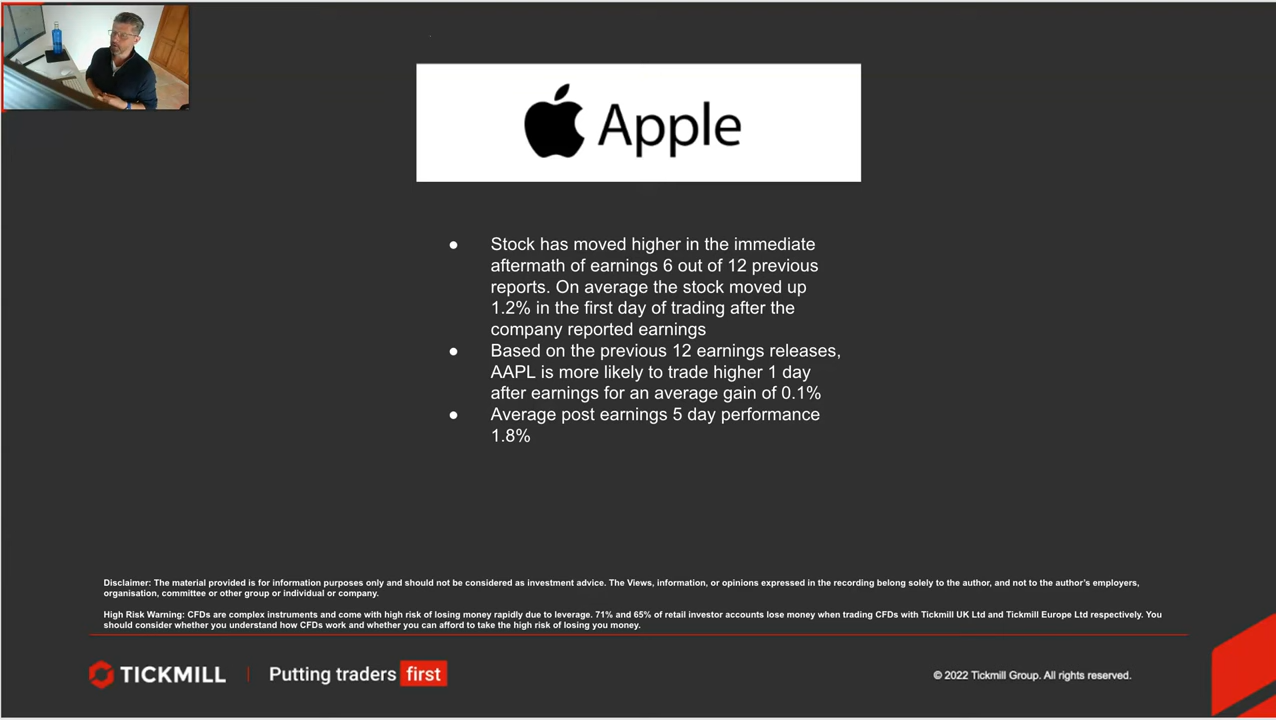 Apple
● Stock has moved higher in the immediate
aftermath of earnings 6 out of 12 previous
reports. On average the stock moved up
1.2% in the first day of trading after the
company reported earnings
● Based on the previous 12 earnings releases,
AAPL is more likely to trade higher 1 day
after earnings for an average gain of 0.1%
● Average post earnings 5 day performance
1.8%
Disclaimer: The material provided is for information purposes only and should not be considered as investment advice. The Views, information, or opinions expressed in the recording belong solely to the author, and not to the author's employers,
organisation, committee or other group or individual or company.
High Risk Warning: CFDs are complex instruments and come with high risk of losing money rapidly due to leverage. 71% and 65% of retail investor accounts lose money when trading CFDs with Tickmill UK Ltd and Tickmill Europe Ltd respectively. You
should consider whether you understand how CFDs work and whether you can afford to take the high risk of losing you money.
TICKMILL | Putting traders first
© 2022 Tickmill Group. All rights reserved.